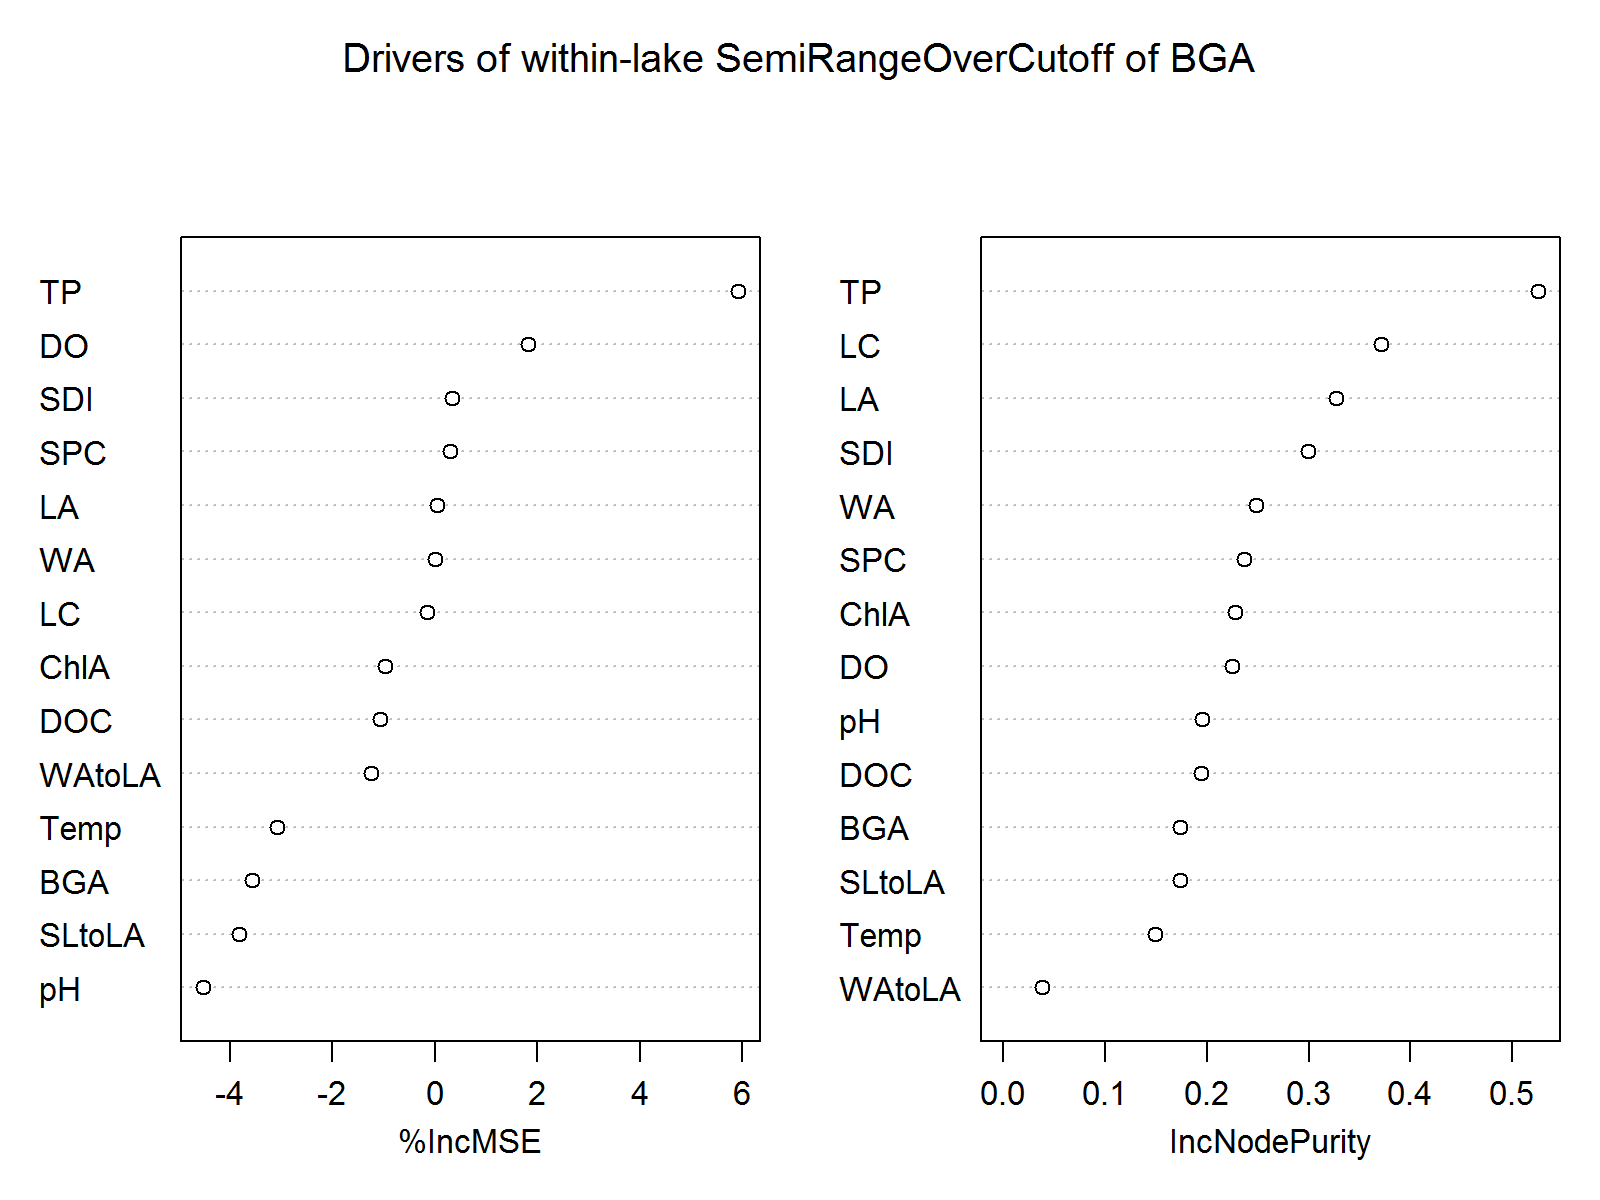 Drivers of within-lake SemiRangeOverCutoff of BGA
TP
DO
SDI
SPC
LA
WA
LC
ChlA
DOC
WAtoLA
Temp
BGA
SLtoLA
pH
-4 -2 0 2 4 6
%IncMSE
TP
LC
LA
SDI
WA
SPC
ChlA
DO
pH
DOC
BGA
SLtoLA
Temp
WAtoLA
0.0 0.1 0.2 0.3 0.4 0.5
IncNodePurity